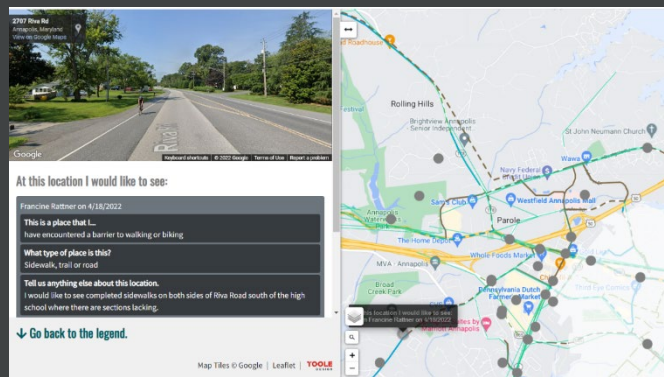 2707 Riva Rd
Annapolis, Maryland
View on Google Maps
Riva
Google
Keyboard shortcuts © 2022 Google Terms of Use Report a problem
At this location I would like to see:
Francine Rattner on 4/18/2022
This is a place that I...
have encountered a barrier to walking or biking
What type of place is this?
Sidewalk, trail or road
Tell us anything else about this location.
I would like to see completed sidewalks on both sides of Riva Road south of the high
school where there are sections lacking.
↓ Go back to the legend.
Map Tiles © Google | Leaflet | TOOLE
Roadhouse
Rolling Hills
Festival
Brightview Annapolis
Senior Independent
St John Neumann Church
Navy Federal
Credit Union
Wawa
Sam's Club
Westfield Annapolis Mall
Annapolis
Parole
The Home Depot
Whole Foods Market
MVA - Annapolis
Broad
Creek Park
Pennsylvania Dutch
Farmers Market
this location I would like to see:
Francine Rattner on 4/18/2022
+
−